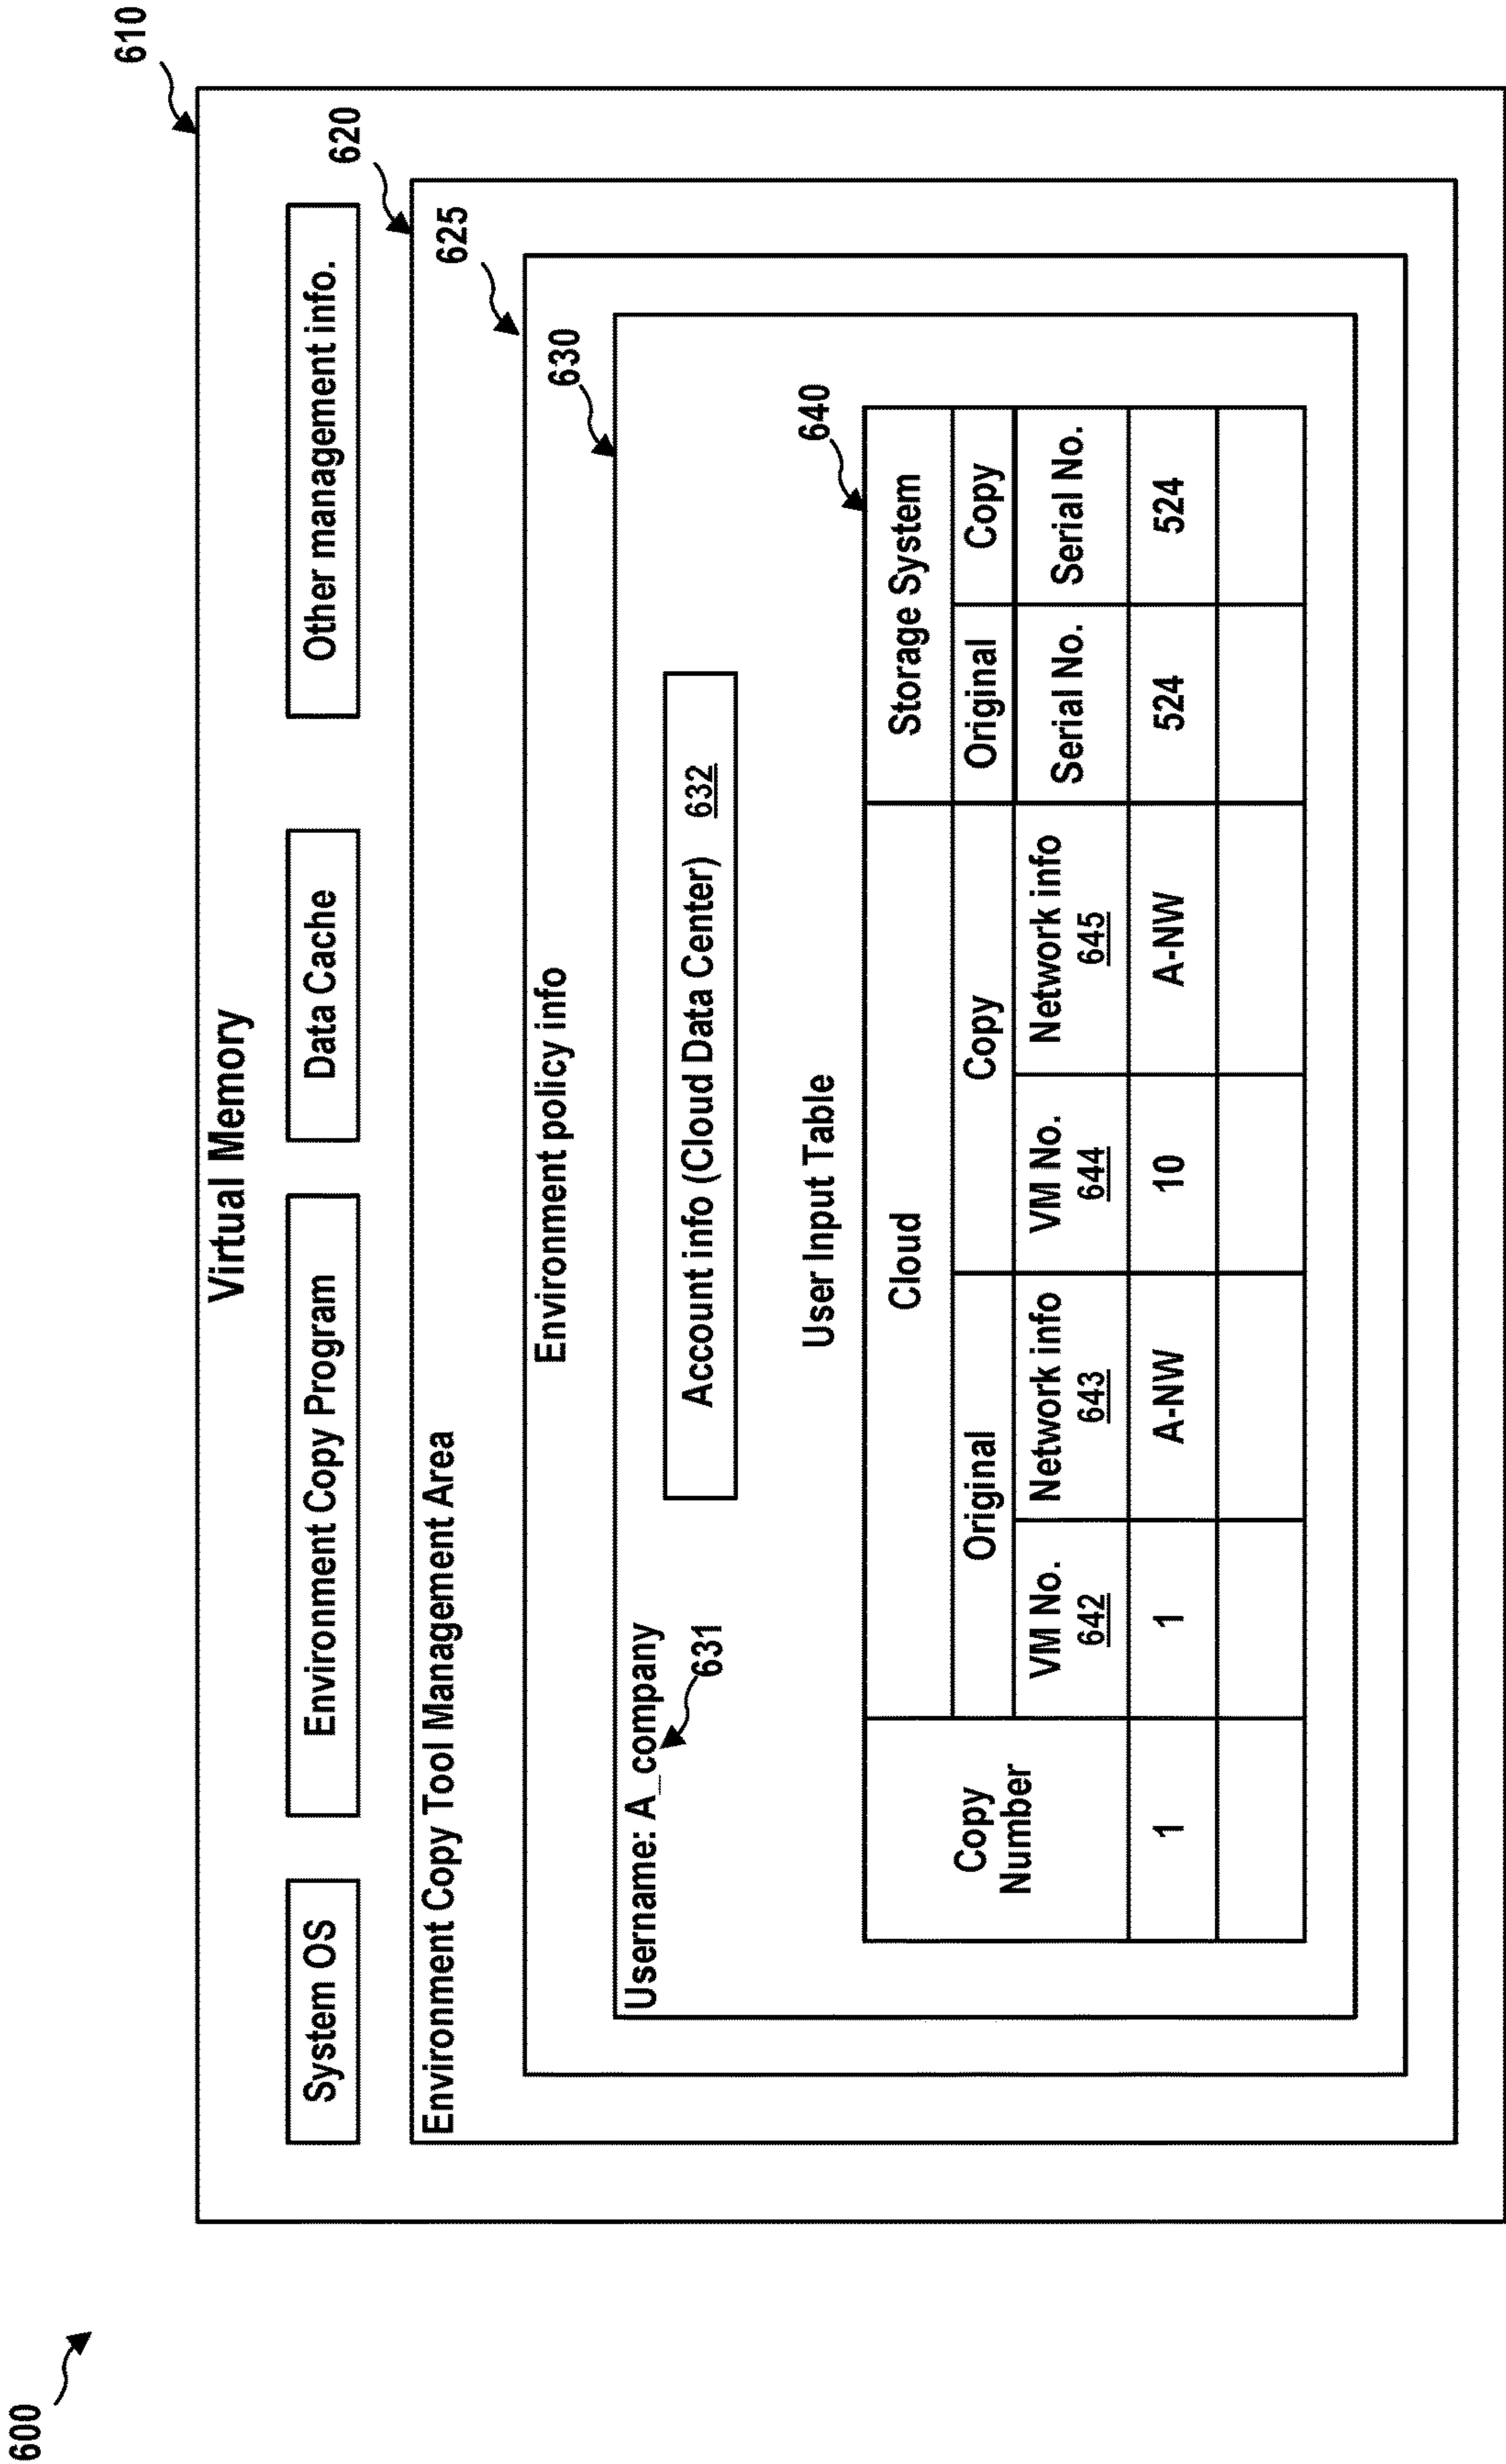 600
610
Virtual Memory
System OS
Environment Copy Program
Data Cache
Other management info.
620
Environment Copy Tool Management Area
625
Environment policy info
630
Username: A_company
631
Account info (Cloud Data Center) 632
User Input Table
640
Copy
Number
Cloud
Storage System
Original
Copy
Original
Copy
VM No.
642
Network info
643
VM No.
644
Network info
645
Serial No.
Serial No.
1
1
A-NW
10
A-NW
524
524